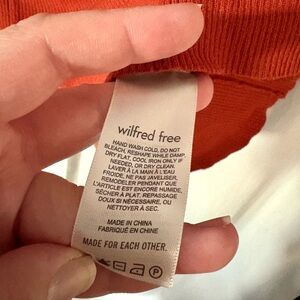 wilfred free
HAND WASH COLD, DO NOT
BLEACH, RESHAPE WHILE DAMP,
DRY FLAT, COOL IRON ONLY IF
NEEDED, OR DRY CLEAN.
LAVER À LA MAIN À L'EAU
FROIDE, NE PAS JAVELISER,
REMODELER PENDANT QUE
L'ARTICLE EST ENCORE HUMIDE,
SÉCHER À PLAT, REPASSAGE
DOUX SI NÉCESSAIRE, OU
NETTOYER À SEC.
MADE IN CHINA
FABRIQUÉ EN CHINE
MADE FOR EACH OTHER.
P